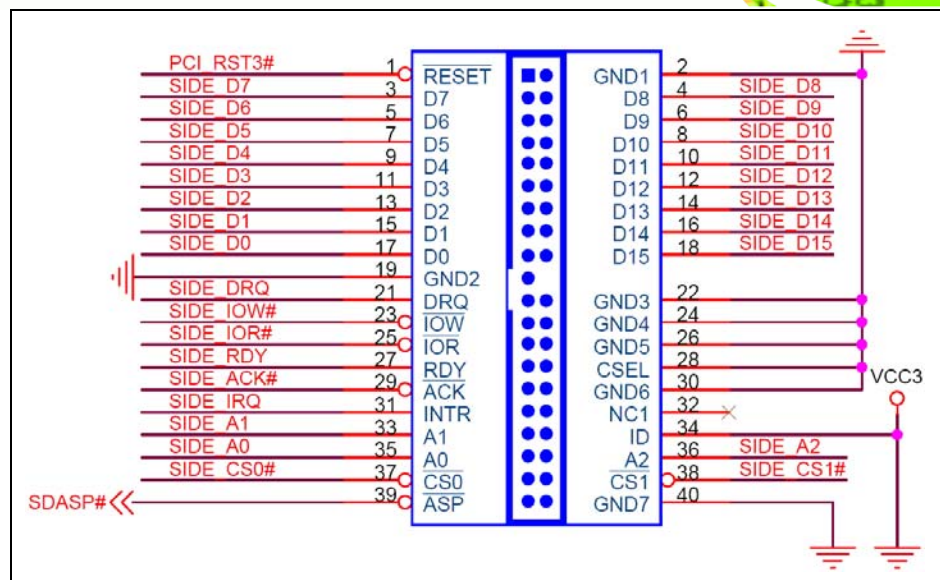 PCI_RST3# 1 RESET GND1 2
SIDE_D7 3 D7 D8 4 SIDE_D8
SIDE_D6 5 D6 D9 6 SIDE_D9
SIDE_D5 7 D5 D10 8 SIDE_D10
SIDE_D4 9 D4 D11 10 SIDE_D11
SIDE_D3 11 D3 D12 12 SIDE_D12
SIDE_D2 13 D2 D13 14 SIDE_D13
SIDE_D1 15 D1 D14 16 SIDE_D14
SIDE_D0 17 D0 D15 18 SIDE_D15
19 GND2
SIDE_DRQ 21 DRQ GND3 22
SIDE_IOW# 23 IOW GND4 24
SIDE_IOR# 25 IOR GND5 26
SIDE_RDY 27 RDY CSEL 28
SIDE_ACK# 29 ACK GND6 30 VCC3
SIDE_IRQ 31 INTR NC1 32
SIDE_A1 33 A1 ID 34
SIDE_A0 35 A0 A2 36 SIDE_A2
SIDE_CS0# 37 CS0 CS1 38 SIDE_CS1#
SDASP# 39 ASP GND7 40